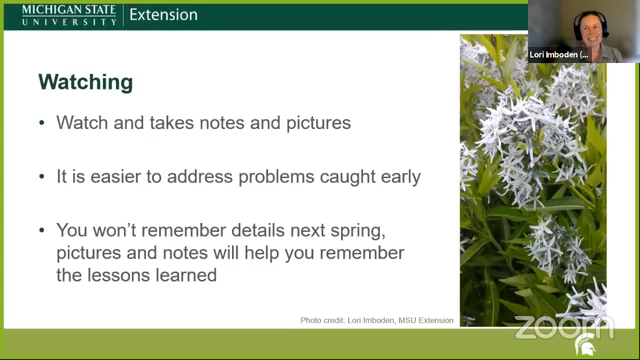 MICHIGAN STATE
UNIVERSITY
Extension
Lori Imboden (...
Watching
• Watch and takes notes and pictures
• It is easier to address problems caught early
• You won't remember details next spring,
pictures and notes will help you remember
the lessons learned
Photo credit: Lori Imboden, MSU Extension
zoom